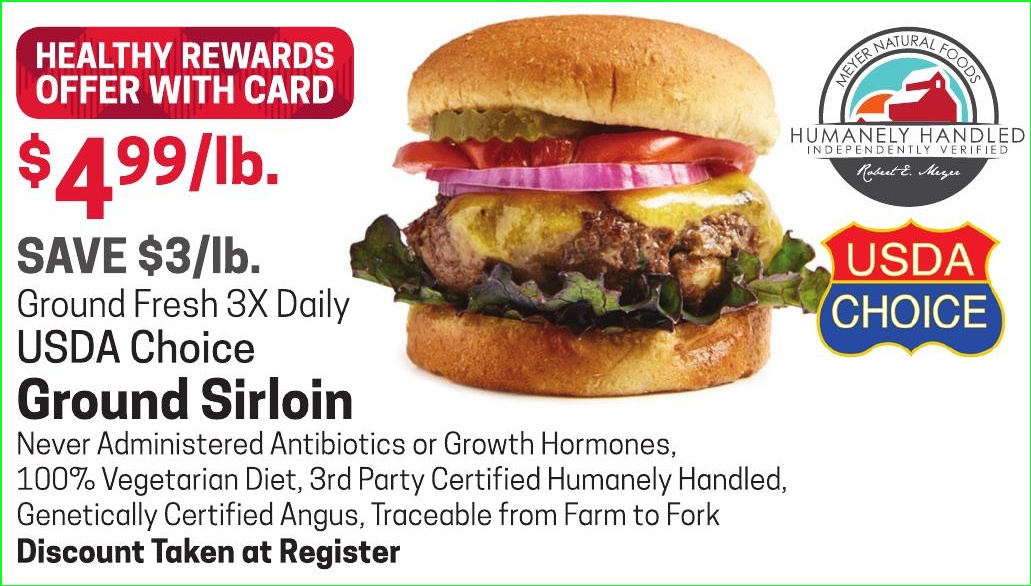 HEALTHY REWARDS
OFFER WITH CARD
$4.99/lb.
SAVE $3/lb.
Ground Fresh 3X Daily
USDA Choice
Ground Sirloin
Never Administered Antibiotics or Growth Hormones,
100% Vegetarian Diet, 3rd Party Certified Humanely Handled,
Genetically Certified Angus, Traceable from Farm to Fork
Discount Taken at Register
MEYER NATURAL FOODS
HUMANELY HANDLED
INDEPENDENTLY VERIFIED
Robert E. Meyer
USDA
CHOICE